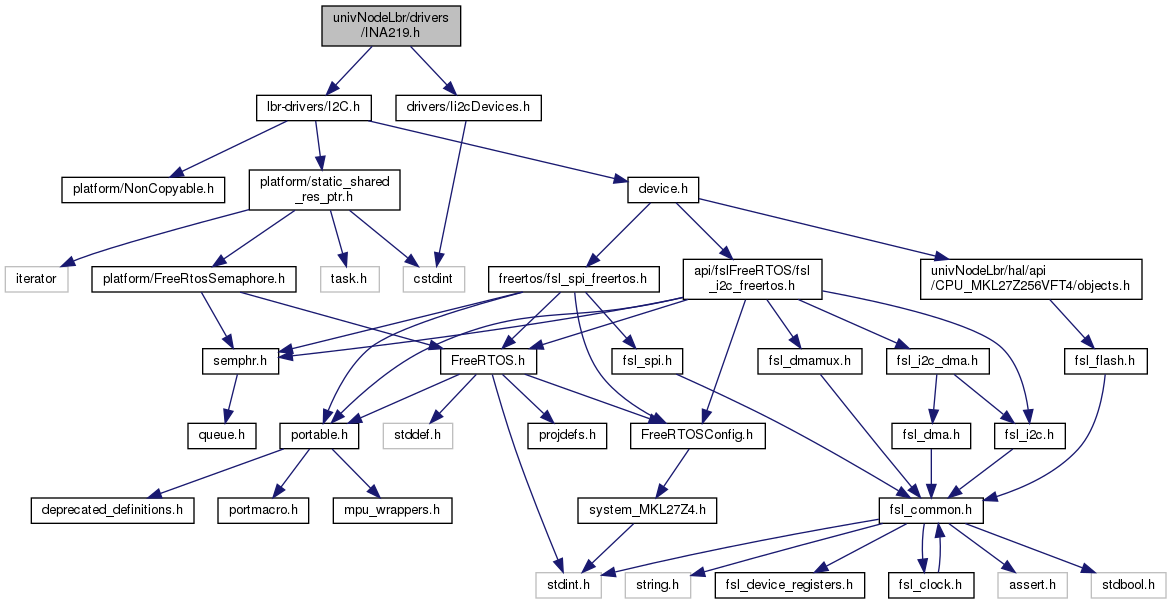 univNodeLbr/drivers
/INA219.h
lbr-drivers/I2C.h
drivers/Ii2cDevices.h
platform/NonCopyable.h
platform/static_shared
_res_ptr.h
device.h
iterator
platform/FreeRtosSemaphore.h
task.h
cstdint
freertos/fsl_spi_freertos.h
api/fslFreeRTOS/fsl
_i2c_freertos.h
univNodeLbr/hal/api
/CPU_MKL27Z256VFT4/objects.h
semphr.h
FreeRTOS.h
fsl_spi.h
fsl_dmamux.h
fsl_i2c_dma.h
fsl_flash.h
queue.h
portable.h
stddef.h
projdefs.h
FreeRTOSConfig.h
fsl_dma.h
fsl_i2c.h
deprecated_definitions.h
portmacro.h
mpu_wrappers.h
system_MKL27Z4.h
fsl_common.h
stdint.h
string.h
fsl_device_registers.h
fsl_clock.h
assert.h
stdbool.h